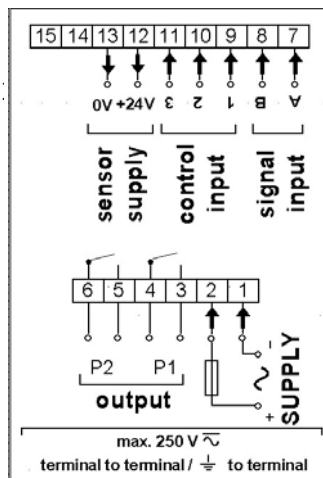 15 14 13 12 11 10 9 8 7
0V +24V 3 2 1 B A
sensor supply
control input
signal input
6 5 4 3 2 1
P2 P1
output
- +
SUPPLY
max. 250 V
terminal to terminal / to terminal